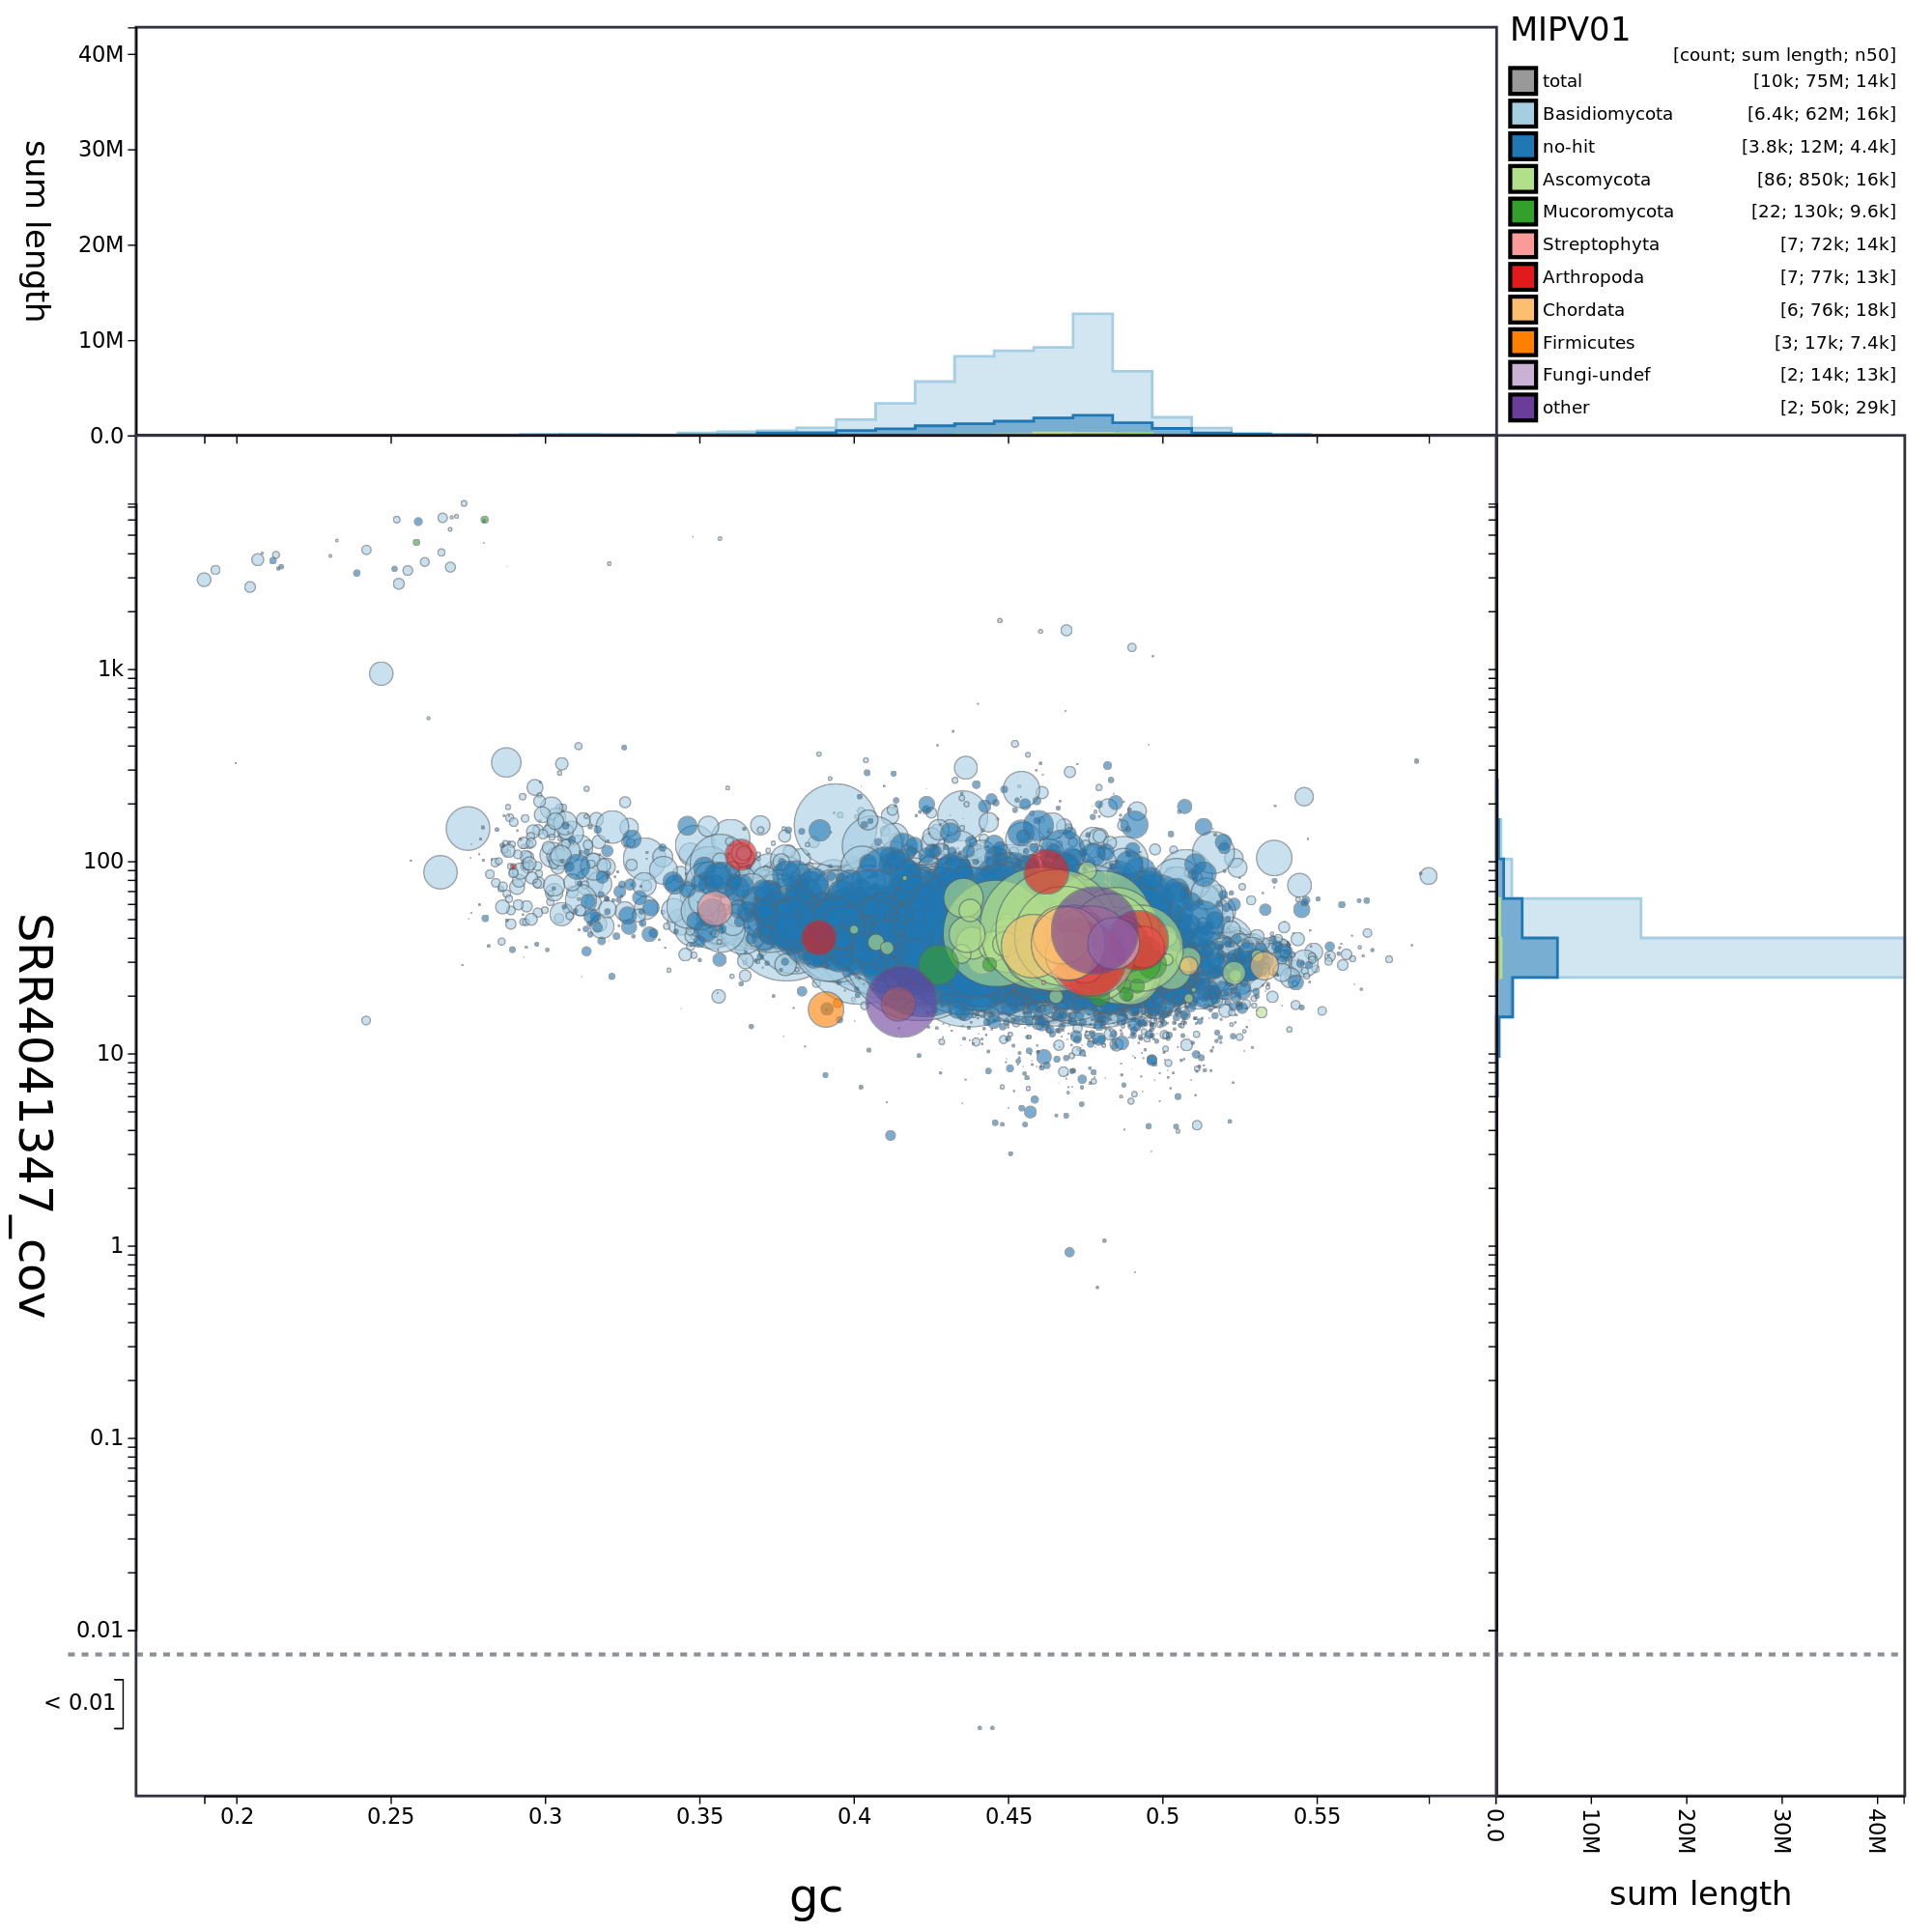 MIPV01
[count; sum length; n50]
total [10k; 75M; 14k]
Basidiomycota [6.4k; 62M; 16k]
no-hit [3.8k; 12M; 4.4k]
Ascomycota [86; 850k; 16k]
Mucoromycota [22; 130k; 9.6k]
Streptophyta [7; 72k; 14k]
Arthropoda [7; 77k; 13k]
Chordata [6; 76k; 18k]
Firmicutes [3; 17k; 7.4k]
Fungi-undef [2; 14k; 13k]
other [2; 50k; 29k]
sum length
40M
30M
20M
10M
0.0
SRR4041347_cov
1k
100
10
1
0.1
0.01
< 0.01
0.2 0.25 0.3 0.35 0.4 0.45 0.5 0.55
gc
0.0 10M 20M 30M 40M
sum length